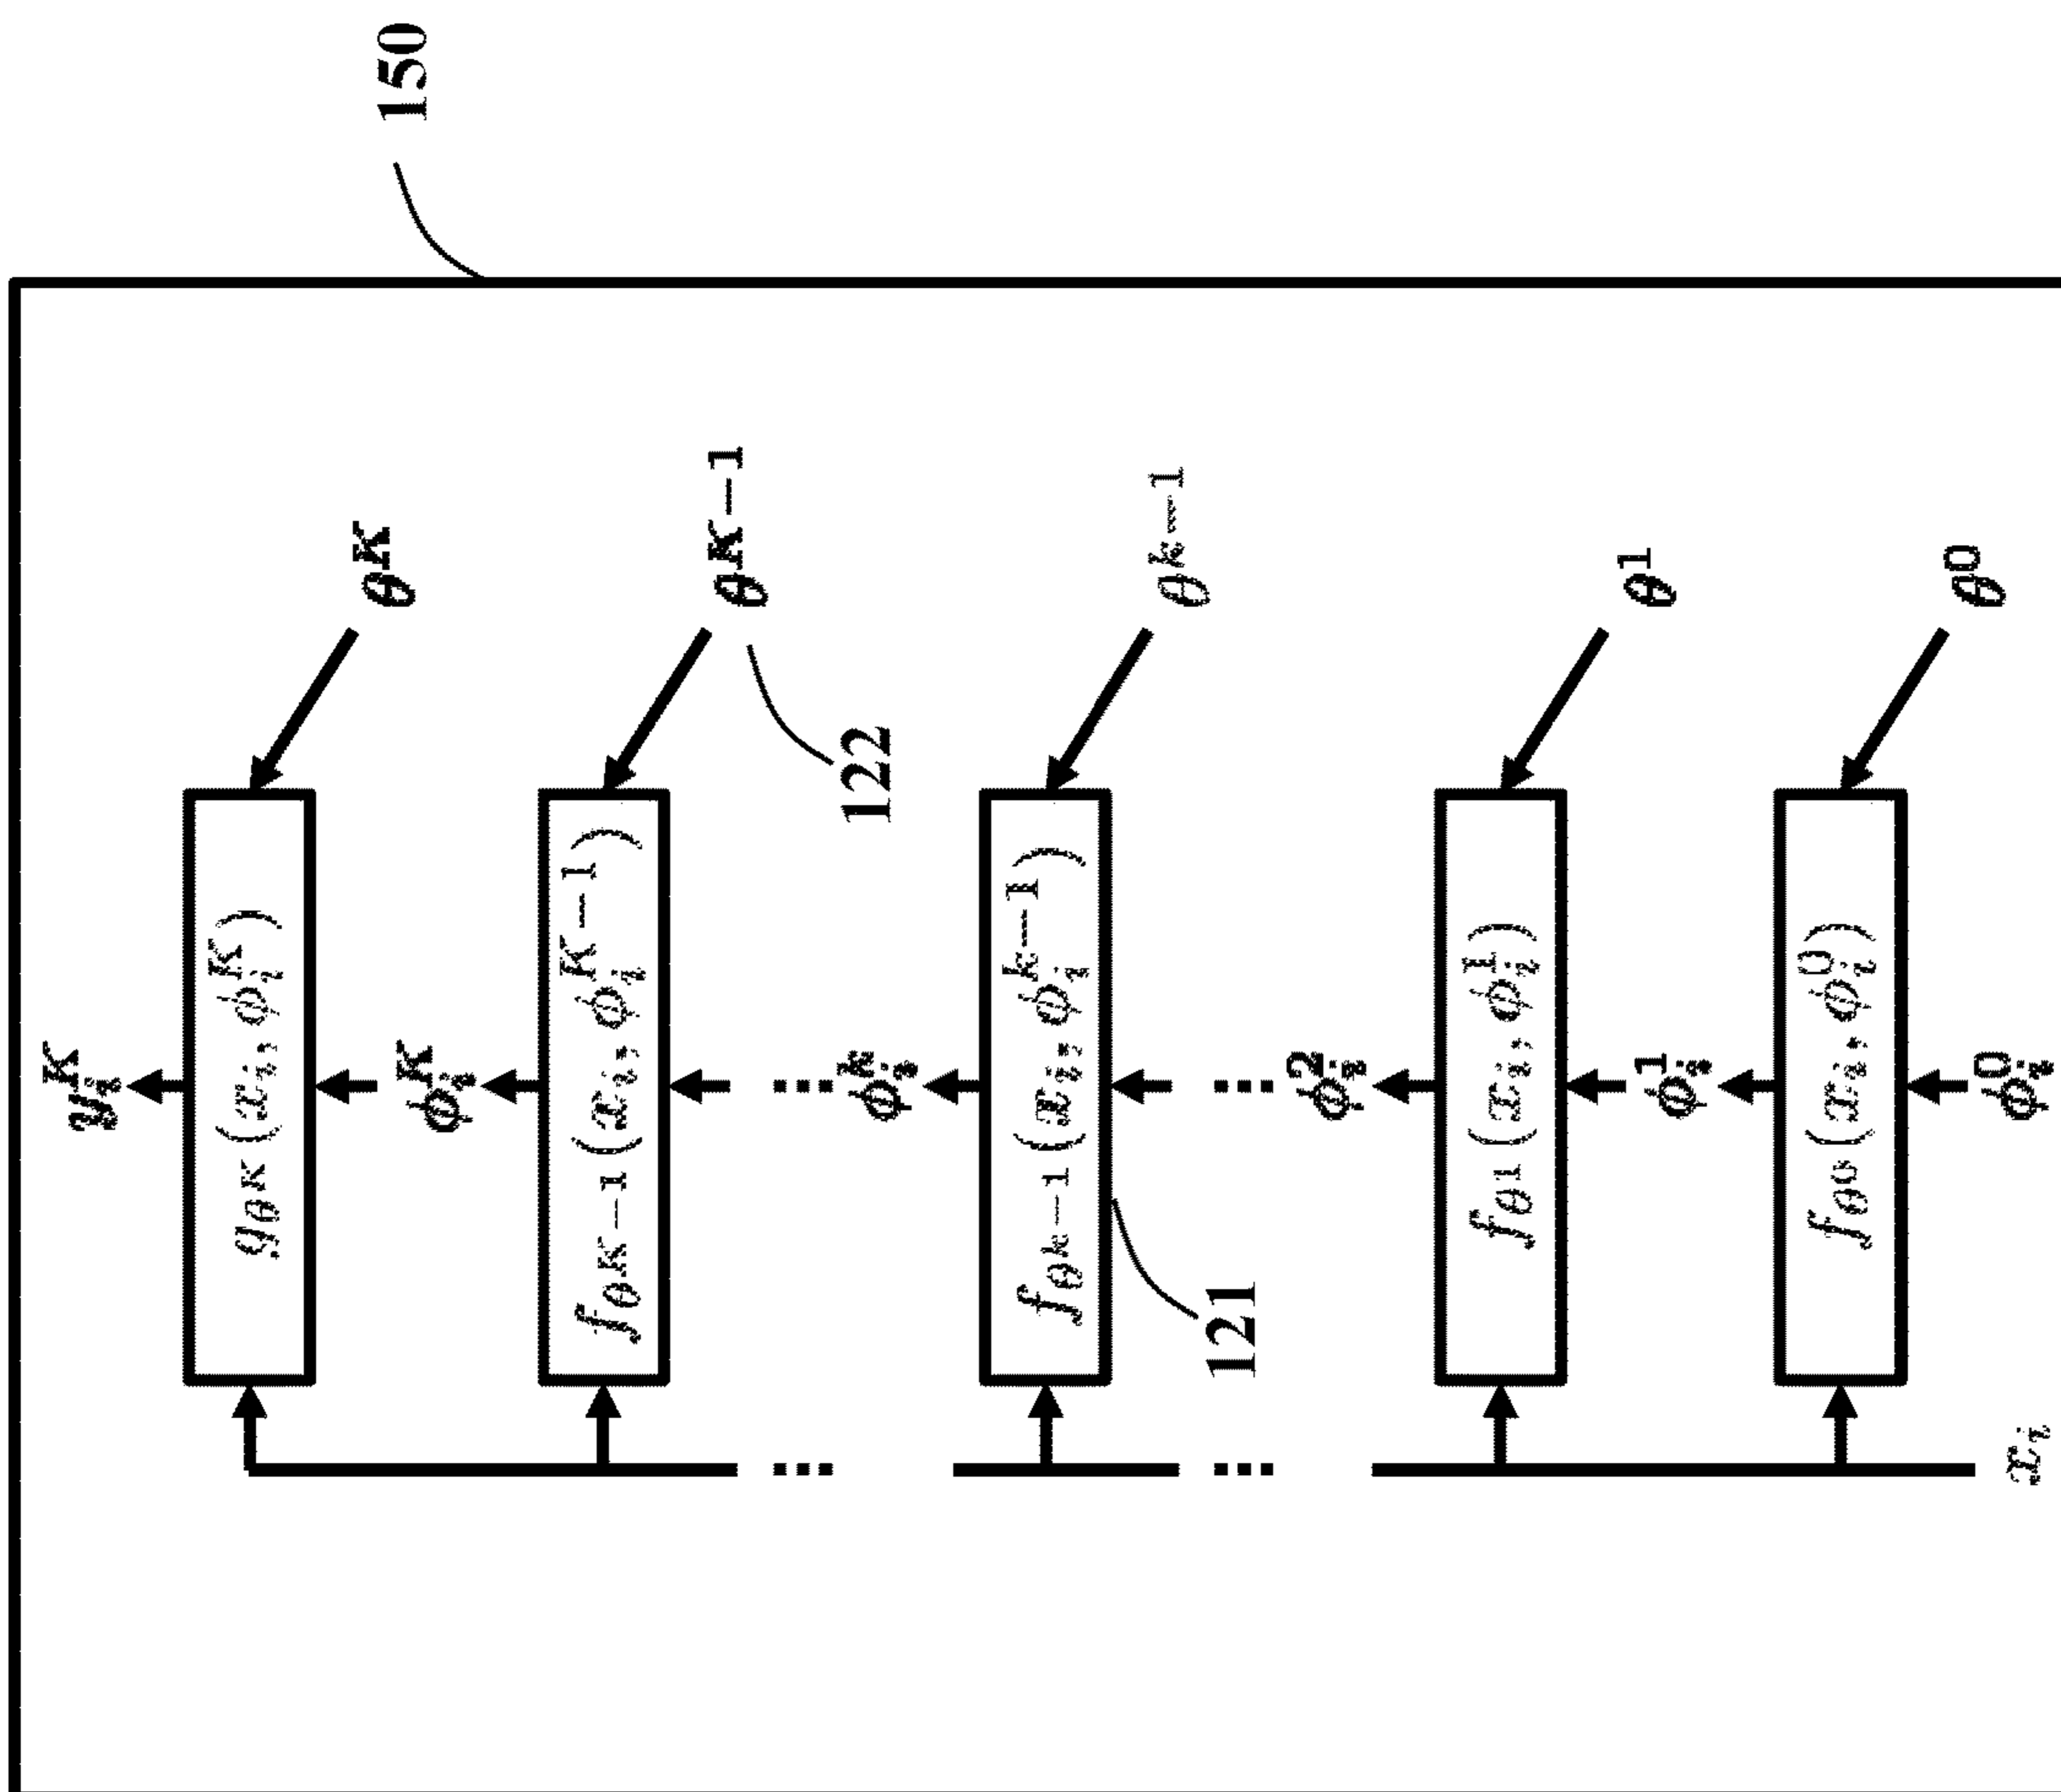 150
y_i^K
g_{θ^K}(x_i, φ_i^K)
θ^K
φ_i^K
f_{θ^{K-1}}(x_i, φ_i^{K-1})
θ^{K-1}
122
⋯
⋯
φ_i^k
f_{θ^{k-1}}(x_i, φ_i^{k-1})
θ^{k-1}
121
⋯
⋯
φ_i^2
f_{θ^1}(x_i, φ_i^1)
θ^1
φ_i^1
f_{θ^0}(x_i, φ_i^0)
θ^0
x_i
φ_i^0